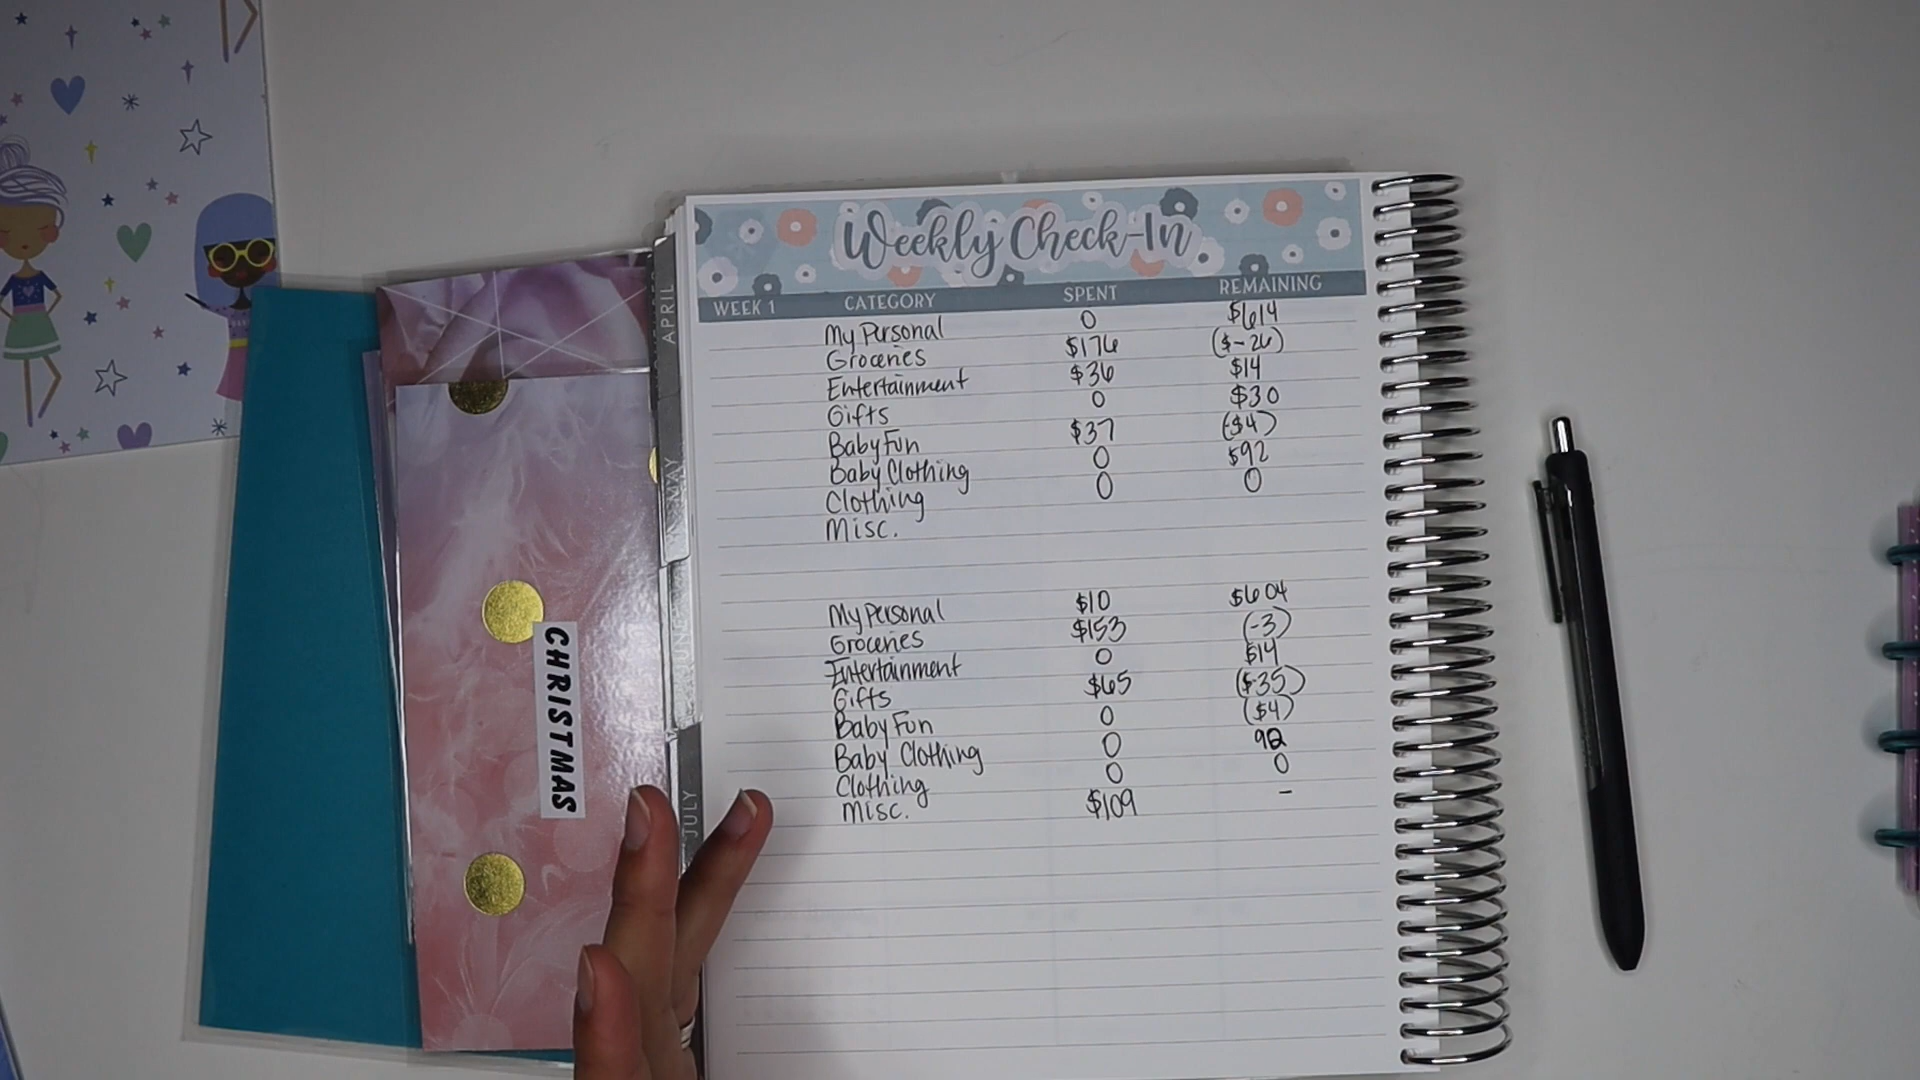 Weekly Check-In
WEEK 1 CATEGORY SPENT REMAINING
My Personal 0 $614
Groceries $176 ($-26)
Entertainment $36 $14
Gifts 0 $30
Baby Fun $37 (-$4)
Baby Clothing 0 $92
Clothing 0 0
Misc.
My Personal $10 $604
Groceries $153 (-3)
Entertainment 0 $14
Gifts $65 ($-35)
Baby Fun 0 ($4)
Baby Clothing 0 92
Clothing 0 0
Misc. $109 -
APRIL
MAY
JUNE
JULY
CHRISTMAS